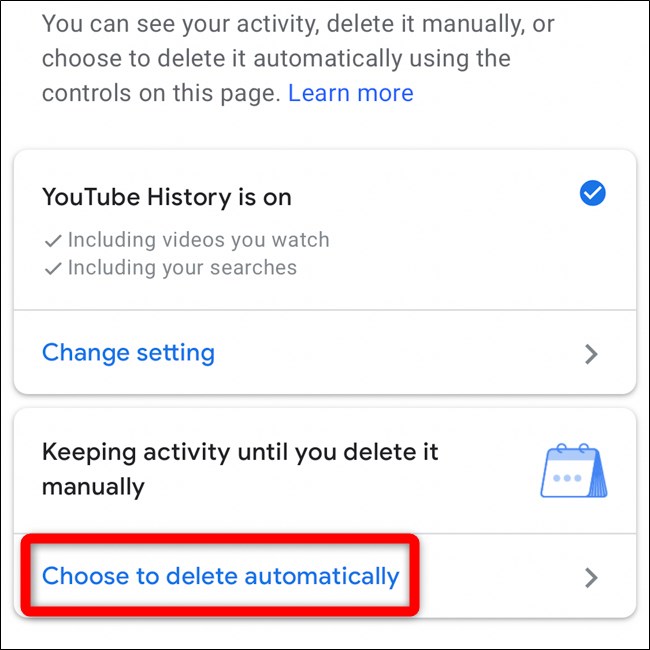 You can see your activity, delete it manually, or
choose to delete it automatically using the
controls on this page. Learn more
YouTube History is on
Including videos you watch
Including your searches
Change setting
Keeping activity until you delete it
manually
Choose to delete automatically